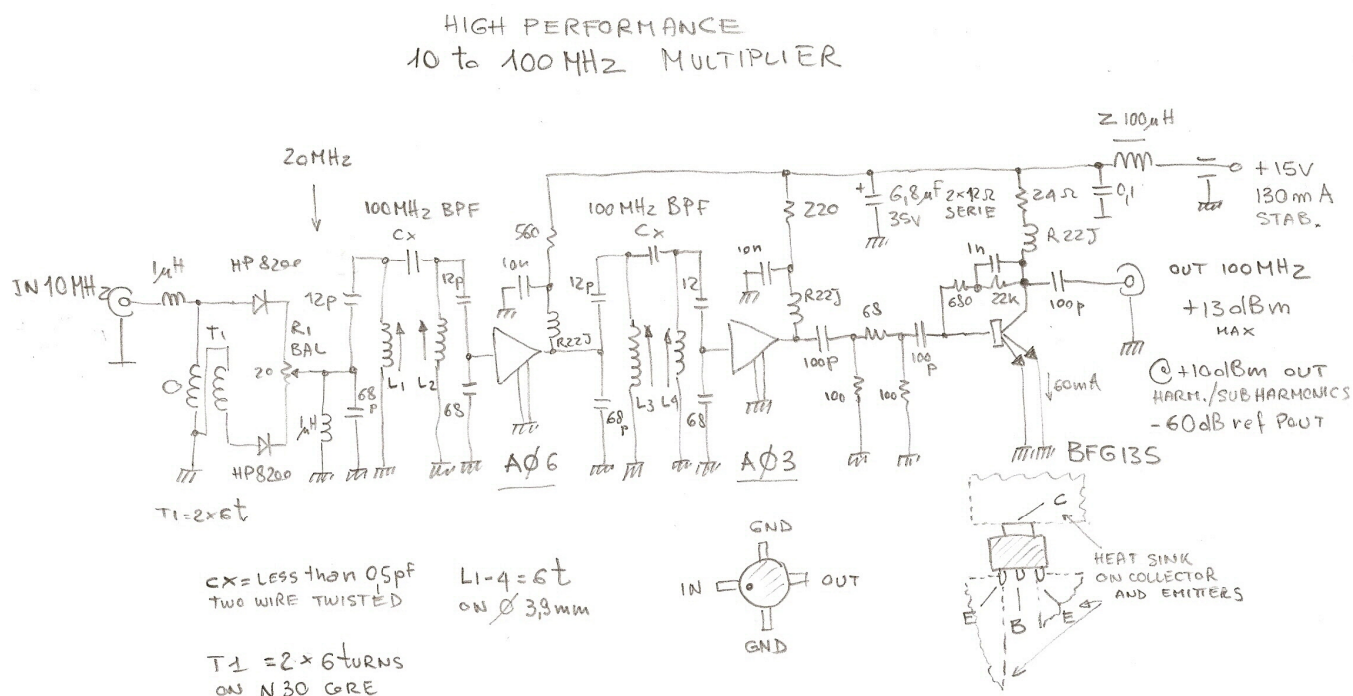 HIGH PERFORMANCE
10 to 100 MHz MULTIPLIER
Z 100µH
+15V
130mA
STAB.
0,1
24Ω
2×12Ω
SERIE
R22J
6,8µF
35V
+
220
10n
R22J
20MHz
100MHz BPF
Cx
560
10n
R22J
100MHz BPF
Cx
IN 10MHz
1µH
HP8200
T1
R1
BAL
20
HP8200
1µH
12p
68
p
L1
L2
12p
68
A06
12p
68
p
L3
L4
12
68
A03
100p
68
100
100
100
p
680
1n
22K
100p
60mA
BFG135
OUT 100MHz
+13dBm
MAX
@+10dBm OUT
HARM./SUBHARMONICS
-60dB ref Pout
T1=2×6t
CX=LESS than 0,5pf
TWO WIRE TWISTED
L1-4=6t
ON Ø 3,9mm
T1 =2×6 TURNS
ON N30 CORE
GND
IN
OUT
GND
C
E
B
E
HEAT SINK
ON COLLECTOR
AND EMITTERS